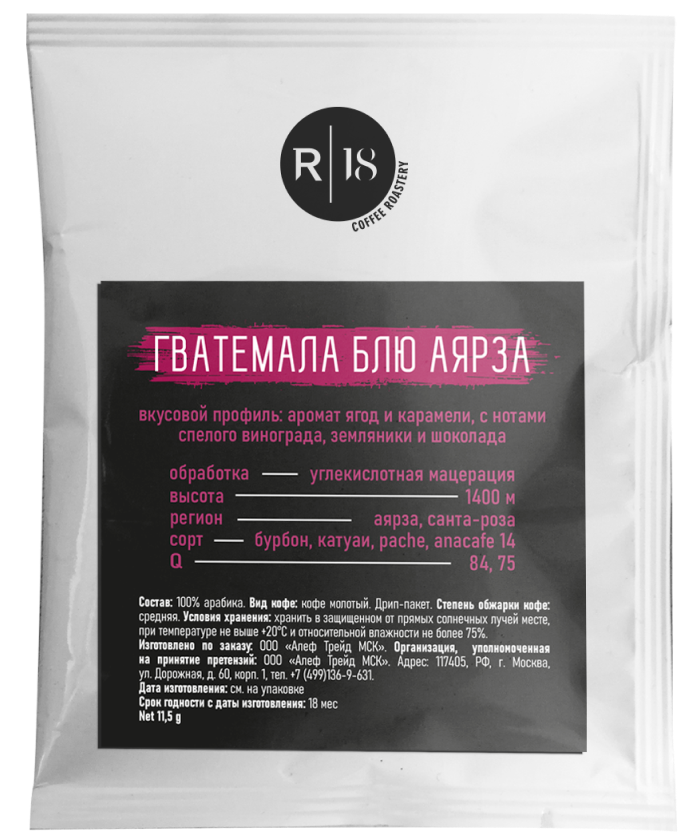 R|18
COFFEE ROASTERY
ГВАТЕМАЛА БЛЮ АЯРЗА
вкусовой профиль: аромат ягод и карамели, с нотами
спелого винограда, земляники и шоколада
обработка — углекислотная мацерация
высота — 1400 м
регион — аярза, санта-роза
сорт — бурбон, катуаи, pache, anacafe 14
Q — 84, 75
Состав: 100% арабика. Вид кофе: кофе молотый. Дрип-пакет. Степень обжарки кофе:
средняя. Условия хранения: хранить в защищенном от прямых солнечных лучей месте,
при температуре не выше +20°С и относительной влажности не более 75%.
Изготовлено по заказу: ООО «Алеф Трейд МСК». Организация, уполномоченная
на принятие претензий: ООО «Алеф Трейд МСК». Адрес: 117405, РФ, г. Москва,
ул. Дорожная, д. 60, корп. 1, тел. +7 (499)136-9-631.
Дата изготовления: см. на упаковке
Срок годности с даты изготовления: 18 мес
Net 11,5 g